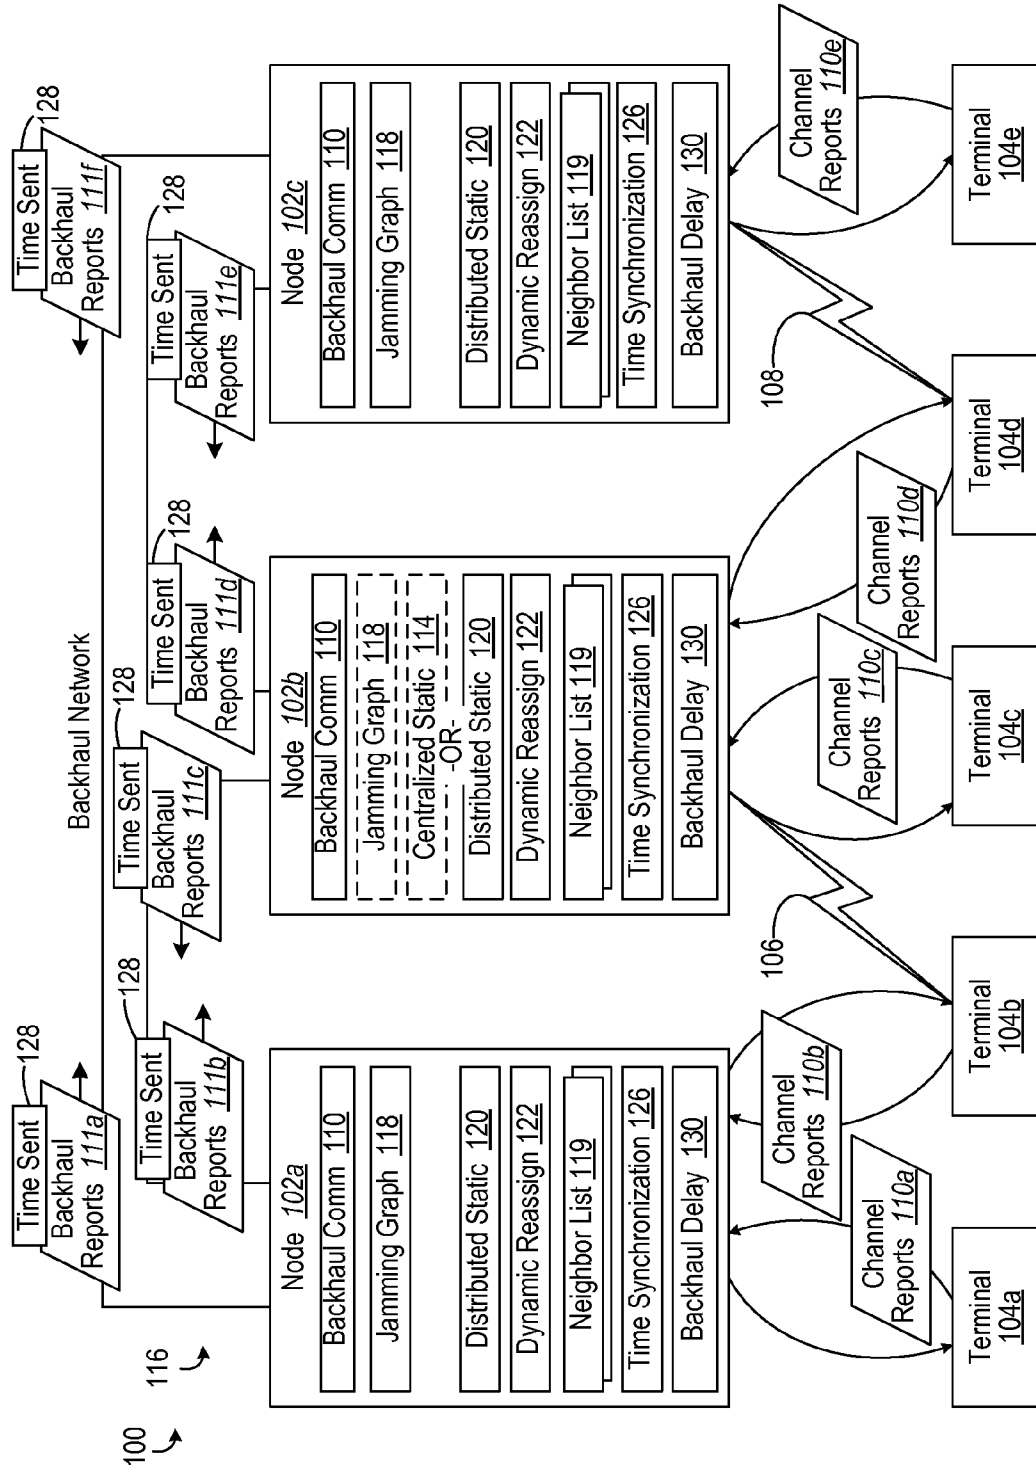 100
116
Backhaul Network
Time Sent
128
Backhaul
Reports 111a
Time Sent
128
Backhaul
Reports 111b
Time Sent
128
Backhaul
Reports 111c
Time Sent
128
Backhaul
Reports 111d
Time Sent
128
Backhaul
Reports 111e
Time Sent
128
Backhaul
Reports 111f
Node 102a
Backhaul Comm 110
Jamming Graph 118
Distributed Static 120
Dynamic Reassign 122
Neighbor List 119
Time Synchronization 126
Backhaul Delay 130
Node 102b
Backhaul Comm 110
Jamming Graph 118
Centralized Static 114
-OR-
Distributed Static 120
Dynamic Reassign 122
Neighbor List 119
Time Synchronization 126
Backhaul Delay 130
Node 102c
Backhaul Comm 110
Jamming Graph 118
Distributed Static 120
Dynamic Reassign 122
Neighbor List 119
Time Synchronization 126
Backhaul Delay 130
Channel
Reports 110a
Channel
Reports 110b
106
Channel
Reports 110c
Channel
Reports 110d
108
Channel
Reports 110e
Terminal
104a
Terminal
104b
Terminal
104c
Terminal
104d
Terminal
104e